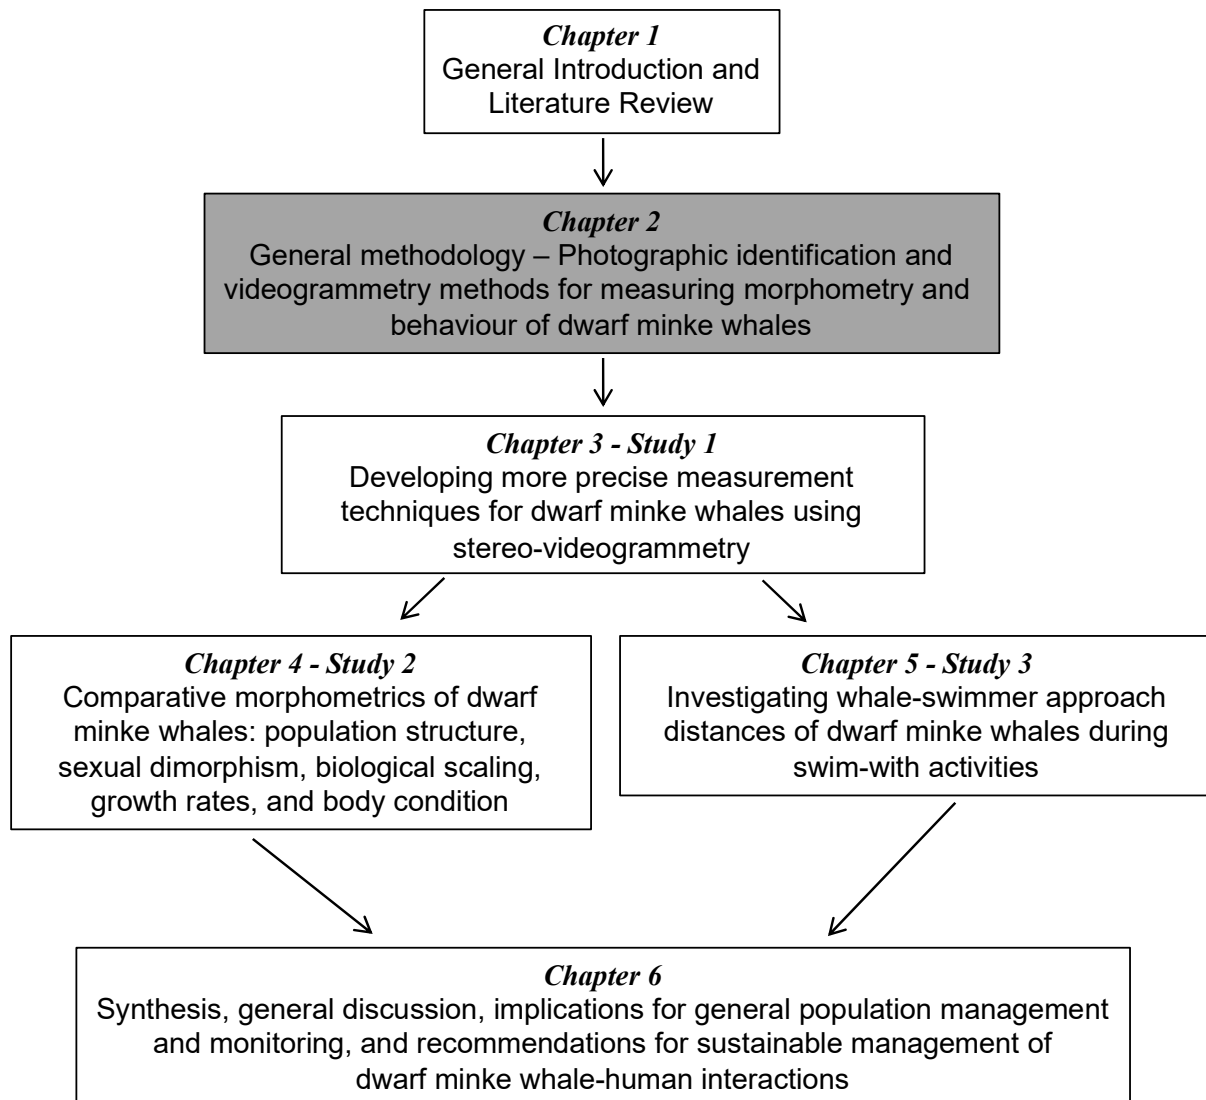 Chapter 1
General Introduction and
Literature Review
Chapter 2
General methodology – Photographic identification and
videogrammetry methods for measuring morphometry and
behaviour of dwarf minke whales
Chapter 3 - Study 1
Developing more precise measurement
techniques for dwarf minke whales using
stereo-videogrammetry
Chapter 4 - Study 2
Comparative morphometrics of dwarf
minke whales: population structure,
sexual dimorphism, biological scaling,
growth rates, and body condition
Chapter 5 - Study 3
Investigating whale-swimmer approach
distances of dwarf minke whales during
swim-with activities
Chapter 6
Synthesis, general discussion, implications for general population management
and monitoring, and recommendations for sustainable management of
dwarf minke whale-human interactions